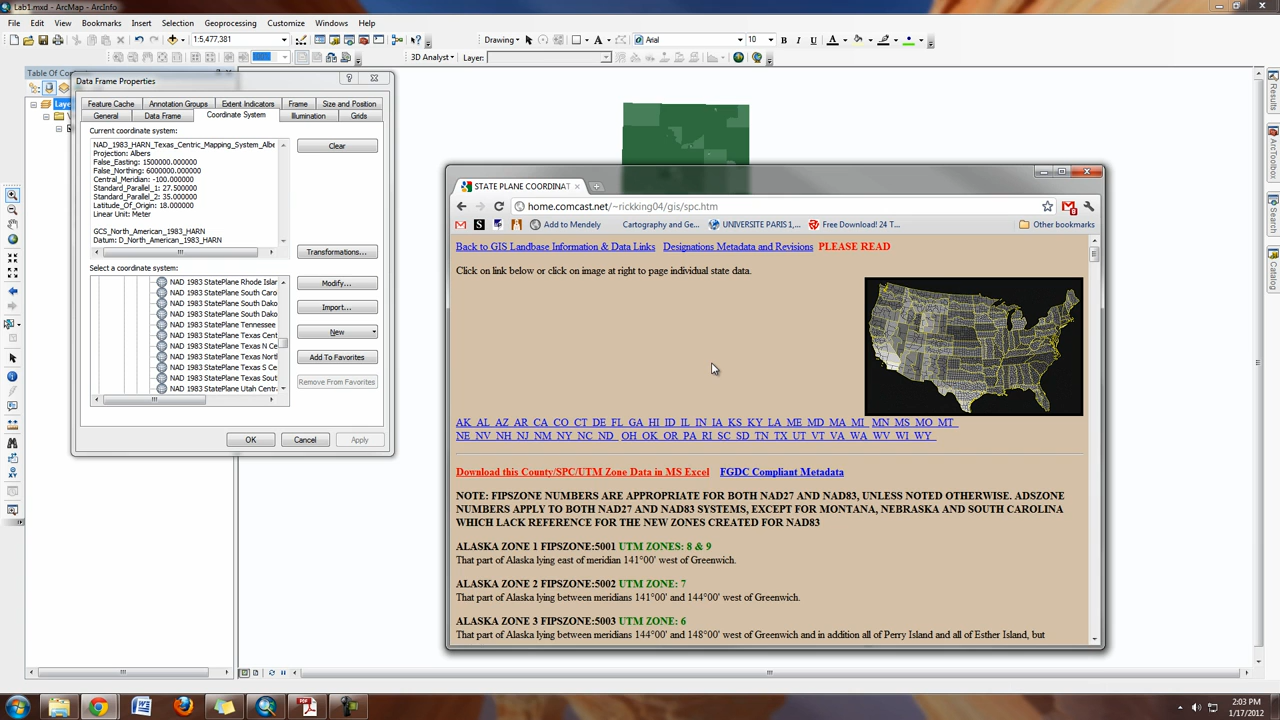 Lab1.mxd - ArcMap - ArcInfo
File Edit View Bookmarks Insert Selection Geoprocessing Customize Windows Help
1:5,477,381
Drawing
Arial
10
B I U A
3D Analyst
Layer:
Table Of Co
Laye
Data Frame Properties
Feature Cache Annotation Groups Extent Indicators Frame Size and Position
General Data Frame Coordinate System Illumination Grids
Current coordinate system:
NAD_1983_HARN_Texas_Centric_Mapping_System_Albe
Projection: Albers
False_Easting: 1500000.000000
False_Northing: 6000000.000000
Central_Meridian: -100.000000
Standard_Parallel_1: 27.500000
Standard_Parallel_2: 35.000000
Latitude_Of_Origin: 18.000000
Linear Unit: Meter
GCS_North_American_1983_HARN
Datum: D_North_American_1983_HARN
Clear
Transformations...
Select a coordinate system:
NAD 1983 StatePlane Rhode Islar
NAD 1983 StatePlane South Caro
NAD 1983 StatePlane South Dako
NAD 1983 StatePlane South Dako
NAD 1983 StatePlane Tennessee
NAD 1983 StatePlane Texas Cent
NAD 1983 StatePlane Texas N Ce
NAD 1983 StatePlane Texas Nort
NAD 1983 StatePlane Texas S Ce
NAD 1983 StatePlane Texas Sout
NAD 1983 StatePlane Utah Centr
Modify...
Import...
New
Add To Favorites
Remove From Favorites
OK Cancel Apply
STATE PLANE COORDINAT
home.comcast.net/~rickking04/gis/spc.htm
Add to Mendely Cartography and Ge... UNIVERSITE PARIS 1,... Free Download! 24 T... Other bookmarks
Back to GIS Landbase Information & Data Links Designations Metadata and Revisions PLEASE READ
Click on link below or click on image at right to page individual state data.
AK AL AZ AR CA CO CT DE FL GA HI ID IL IN IA KS KY LA ME MD MA MI MN MS MO MT
NE NV NH NJ NM NY NC ND OH OK OR PA RI SC SD TN TX UT VT VA WA WV WI WY
Download this County/SPC/UTM Zone Data in MS Excel FGDC Compliant Metadata
NOTE: FIPSZONE NUMBERS ARE APPROPRIATE FOR BOTH NAD27 AND NAD83, UNLESS NOTED OTHERWISE. ADSZONE
NUMBERS APPLY TO BOTH NAD27 AND NAD83 SYSTEMS, EXCEPT FOR MONTANA, NEBRASKA AND SOUTH CAROLINA
WHICH LACK REFERENCE FOR THE NEW ZONES CREATED FOR NAD83
ALASKA ZONE 1 FIPSZONE:5001 UTM ZONES: 8 & 9
That part of Alaska lying east of meridian 141°00' west of Greenwich.
ALASKA ZONE 2 FIPSZONE:5002 UTM ZONE: 7
That part of Alaska lying between meridians 141°00' and 144°00' west of Greenwich.
ALASKA ZONE 3 FIPSZONE:5003 UTM ZONE: 6
That part of Alaska lying between meridians 144°00' and 148°00' west of Greenwich and in addition all of Perry Island and all of Esther Island, but
Results
ArcToolbox
Catalog
2:03 PM
1/17/2012